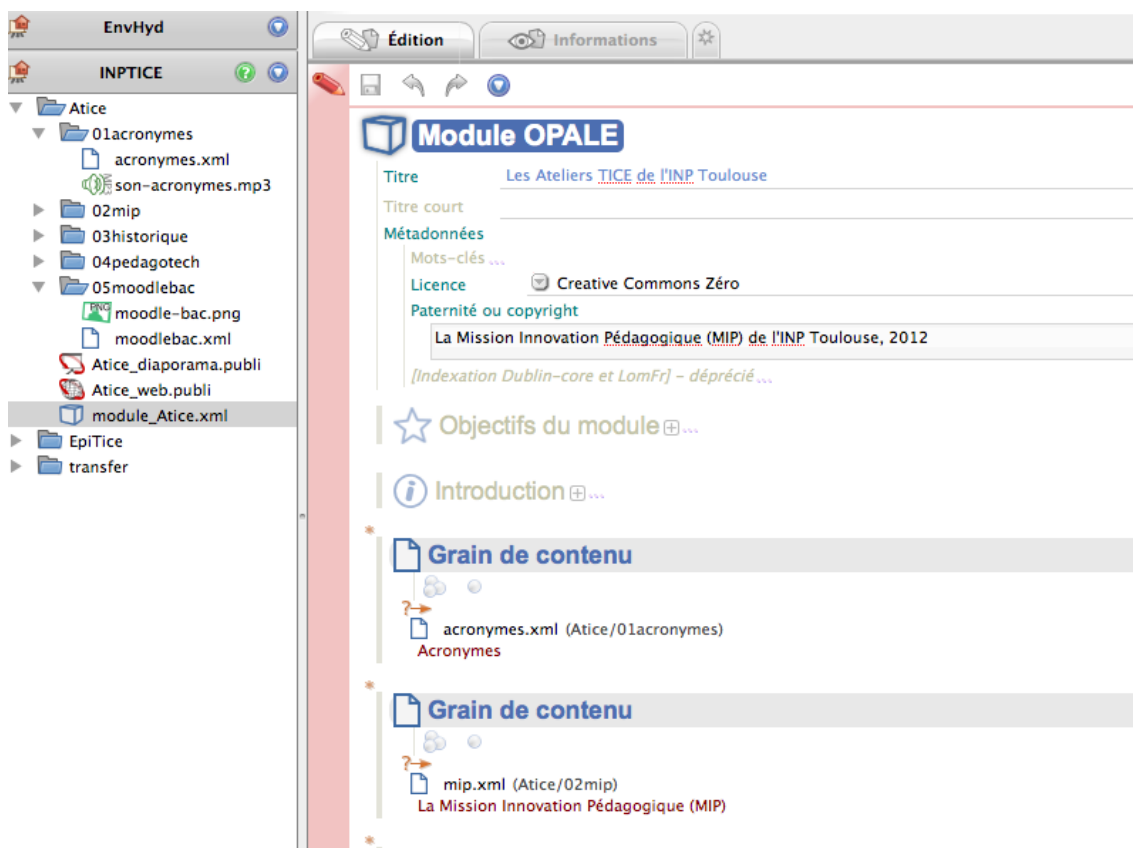 EnvHyd
INPTICE
Atice
01acronymes
acronymes.xml
son-acronymes.mp3
02mip
03historique
04pedagotech
05moodlebac
PNG
moodle-bac.png
moodlebac.xml
Atice_diaporama.publi
Atice_web.publi
module_Atice.xml
EpiTice
transfer
Édition
Informations
Module OPALE
Titre Les Ateliers TICE de l'INP Toulouse
Titre court
Métadonnées
Mots-clés ...
Licence Creative Commons Zéro
Paternité ou copyright
La Mission Innovation Pédagogique (MIP) de l'INP Toulouse, 2012
[Indexation Dublin-core et LomFr] - déprécié ...
Objectifs du module ...
Introduction ...
Grain de contenu
acronymes.xml (Atice/01acronymes)
Acronymes
Grain de contenu
mip.xml (Atice/02mip)
La Mission Innovation Pédagogique (MIP)